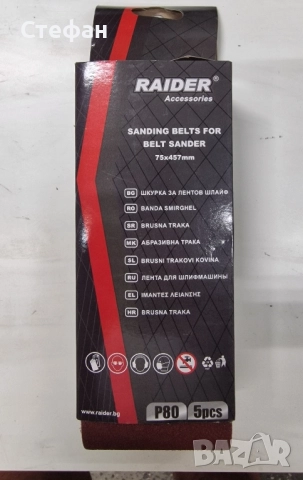 Стефан
RAIDER®
Accessories
SANDING BELTS FOR
BELT SANDER
75x457mm
BG ШКУРКА ЗА ЛЕНТОВ ШЛАЙФ
RO BANDA SMIRGHEL
SR BRUSNA TRAKA
MK АБРАЗИВНА ТРАКА
SL BRUSNI TRAKOVI KOVINA
RU ЛЕНТА ДЛЯ ШЛИФМАШИНЫ
EL ΙΜΑΝΤΕΣ ΛΕΙΑΝΣΗΣ
HR BRUSNA TRAKA
www.raider.bg
P80 5pcs
BAZAR